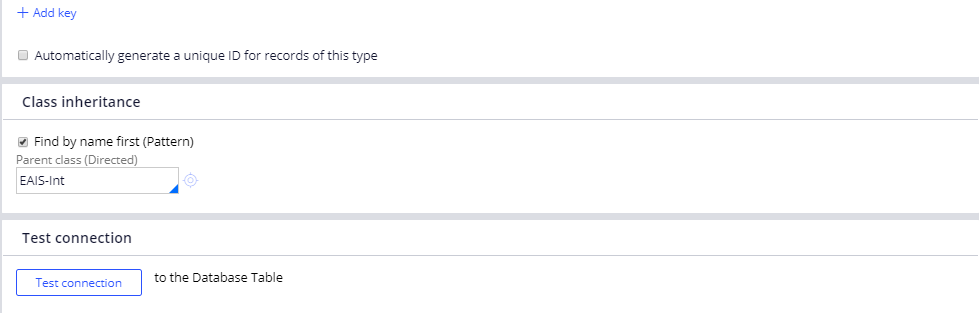 + Add key
Automatically generate a unique ID for records of this type
Class inheritance
Find by name first (Pattern)
Parent class (Directed)
EAIS-Int
Test connection
Test connection to the Database Table